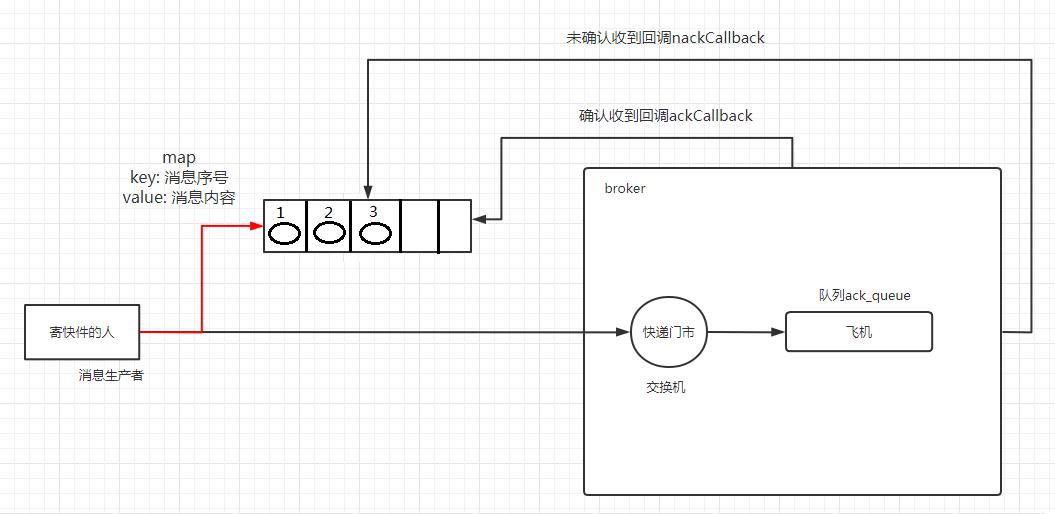 未确认收到回调nackCallback
确认收到回调ackCallback
map
key: 消息序号
value: 消息内容
broker
1
2
3
队列ack_queue
寄快件的人
快递门市
飞机
消息生产者
交换机